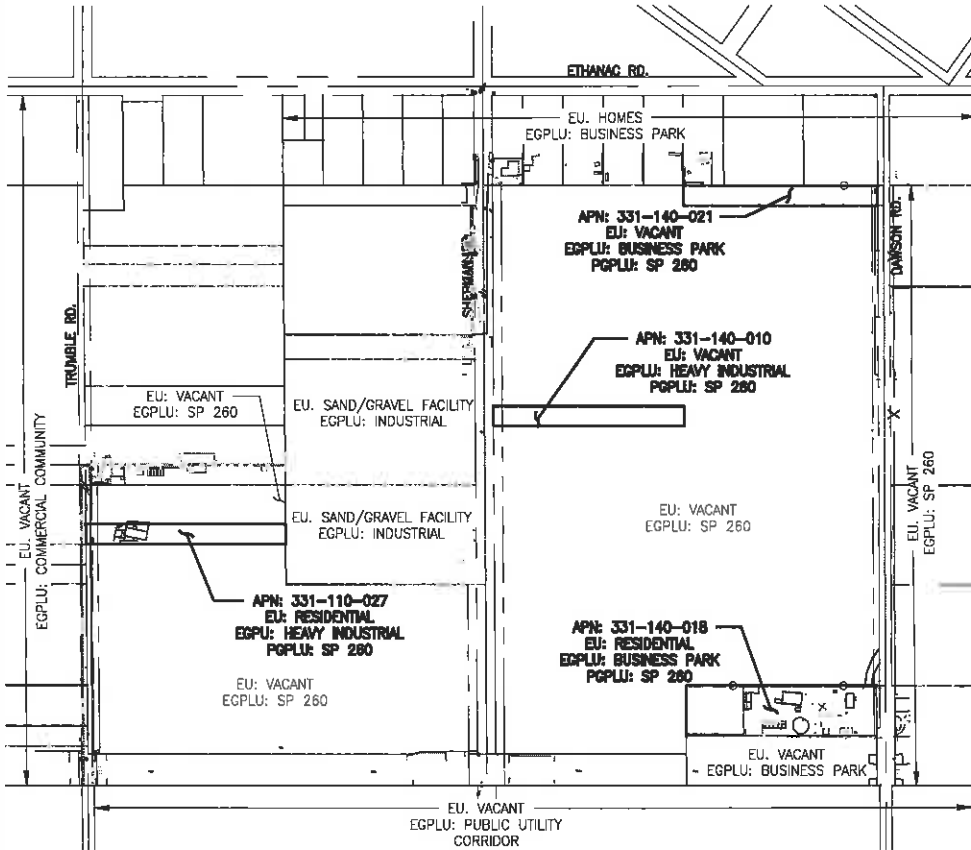 ETHANAC RD.
EU. HOMES
EGPLU: BUSINESS PARK
APN: 331-140-021
EU: VACANT
EGPLU: BUSINESS PARK
PGPLU: SP 260
DAWSON RD.
SHERMAN
TRUMBLE RD.
APN: 331-140-010
EU: VACANT
EGPLU: HEAVY INDUSTRIAL
PGPLU: SP 260
EU: VACANT
EGPLU: SP 260
EU. SAND/GRAVEL FACILITY
EGPLU: INDUSTRIAL
EU. VACANT
EGPLU: COMMERCIAL COMMUNITY
EU. SAND/GRAVEL FACILITY
EGPLU: INDUSTRIAL
EU: VACANT
EGPLU: SP 260
EU. VACANT
EGPLU: SP 260
APN: 331-110-027
EU: RESIDENTIAL
EGPU: HEAVY INDUSTRIAL
PGPLU: SP 260
APN: 331-140-018
EU: RESIDENTIAL
EGPLU: BUSINESS PARK
PGPLU: SP 260
EU: VACANT
EGPLU: SP 260
EU. VACANT
EGPLU: BUSINESS PARK
EU. VACANT
EGPLU: PUBLIC UTILITY
CORRIDOR